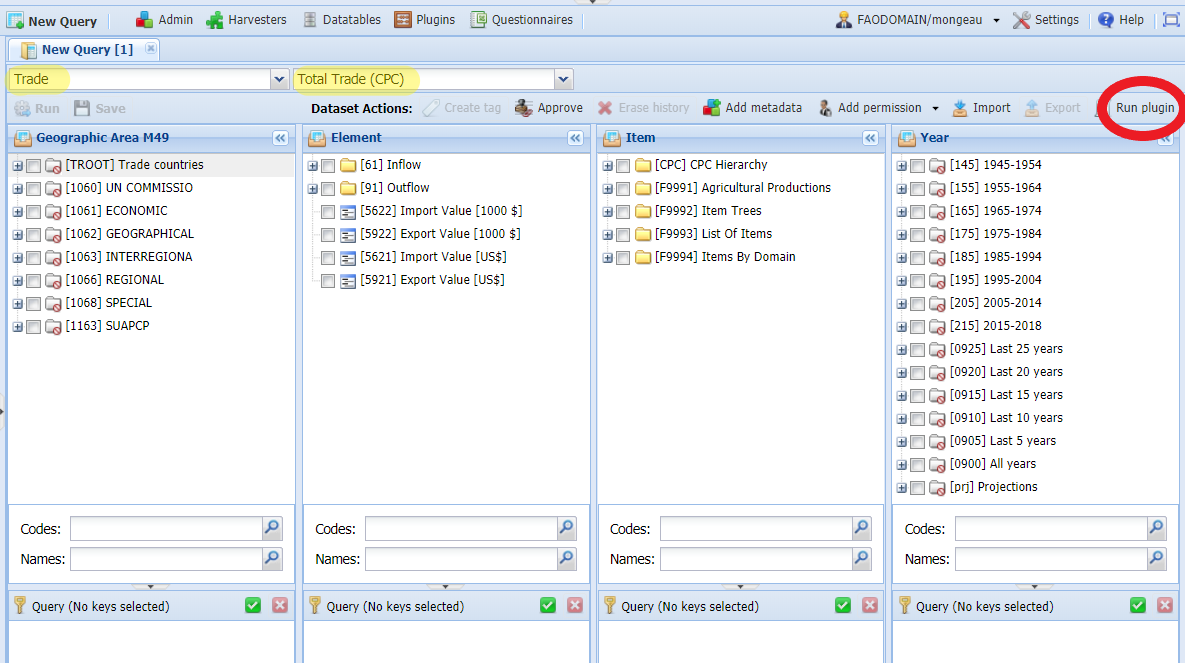 New Query Admin Harvesters Datatables Plugins Questionnaires FAODOMAIN/mongeau Settings Help
New Query [1]
Trade Total Trade (CPC)
Run Save Dataset Actions: Create tag Approve Erase history Add metadata Add permission Import Export Run plugin
Geographic Area M49
[TROOT] Trade countries
[1060] UN COMMISSIO
[1061] ECONOMIC
[1062] GEOGRAPHICAL
[1063] INTERREGIONA
[1066] REGIONAL
[1068] SPECIAL
[1163] SUAPCP
Codes:
Names:
Query (No keys selected)
Element
[61] Inflow
[91] Outflow
[5622] Import Value [1000 $]
[5922] Export Value [1000 $]
[5621] Import Value [US$]
[5921] Export Value [US$]
Codes:
Names:
Query (No keys selected)
Item
[CPC] CPC Hierarchy
[F9991] Agricultural Productions
[F9992] Item Trees
[F9993] List Of Items
[F9994] Items By Domain
Codes:
Names:
Query (No keys selected)
Year
[145] 1945-1954
[155] 1955-1964
[165] 1965-1974
[175] 1975-1984
[185] 1985-1994
[195] 1995-2004
[205] 2005-2014
[215] 2015-2018
[0925] Last 25 years
[0920] Last 20 years
[0915] Last 15 years
[0910] Last 10 years
[0905] Last 5 years
[0900] All years
[prj] Projections
Codes:
Names:
Query (No keys selected)